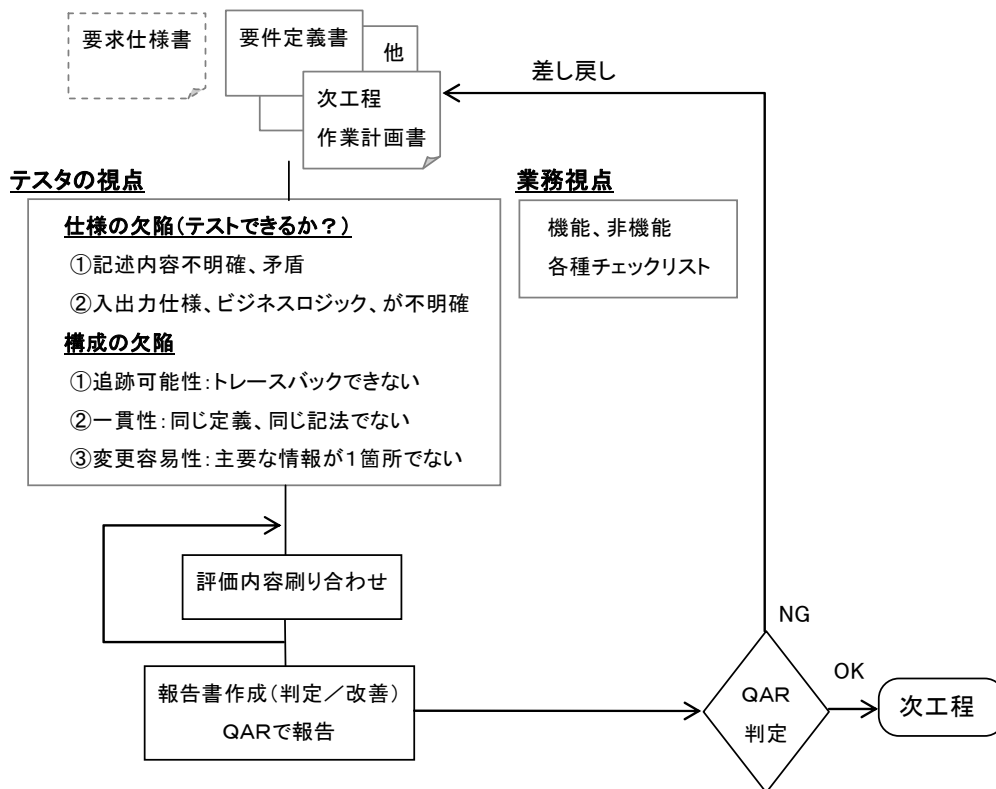 要求仕様書
要件定義書
他
次工程
作業計画書
差し戻し
テスタの視点
仕様の欠陥(テストできるか?)
①記述内容不明確、矛盾
②入出力仕様、ビジネスロジック、が不明確
構成の欠陥
①追跡可能性:トレースバックできない
②一貫性:同じ定義、同じ記法でない
③変更容易性:主要な情報が1箇所でない
業務視点
機能、非機能
各種チェックリスト
評価内容刷り合わせ
報告書作成(判定/改善)
QARで報告
NG
QAR
判定
OK
次工程